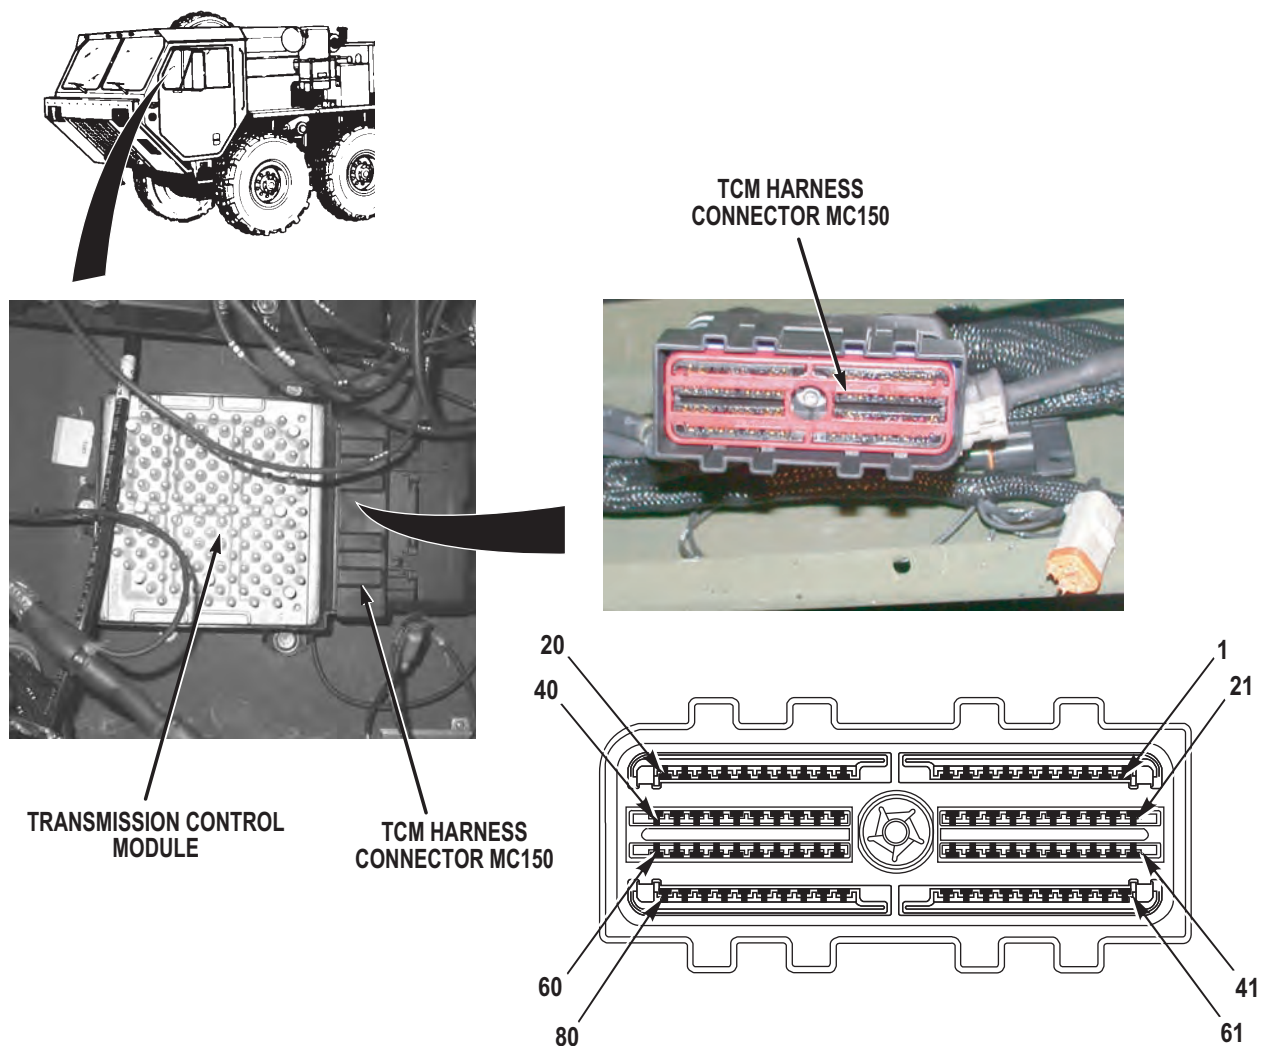 TCM HARNESS
CONNECTOR MC150
20
1
40
21
TRANSMISSION CONTROL
MODULE
TCM HARNESS
CONNECTOR MC150
60
41
80
61